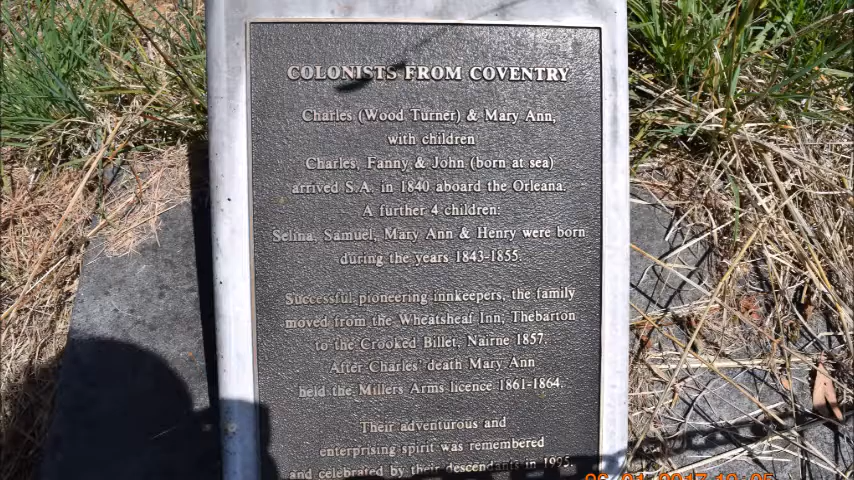 COLONISTS FROM COVENTRY
Charles (Wood Turner) & Mary Ann,
with children
Charles, Fanny & John (born at sea)
arrived S.A. in 1840 aboard the Orleana.
A further 4 children:
Selina, Samuel, Mary Ann & Henry were born
during the years 1843-1855.
Successful pioneering innkeepers, the family
moved from the Wheatsheaf Inn, Thebarton
to the Crooked Billet, Nairne 1857.
After Charles' death Mary Ann
held the Millers Arms licence 1861-1864.
Their adventurous and
enterprising spirit was remembered
and celebrated by their descendants in 1995.